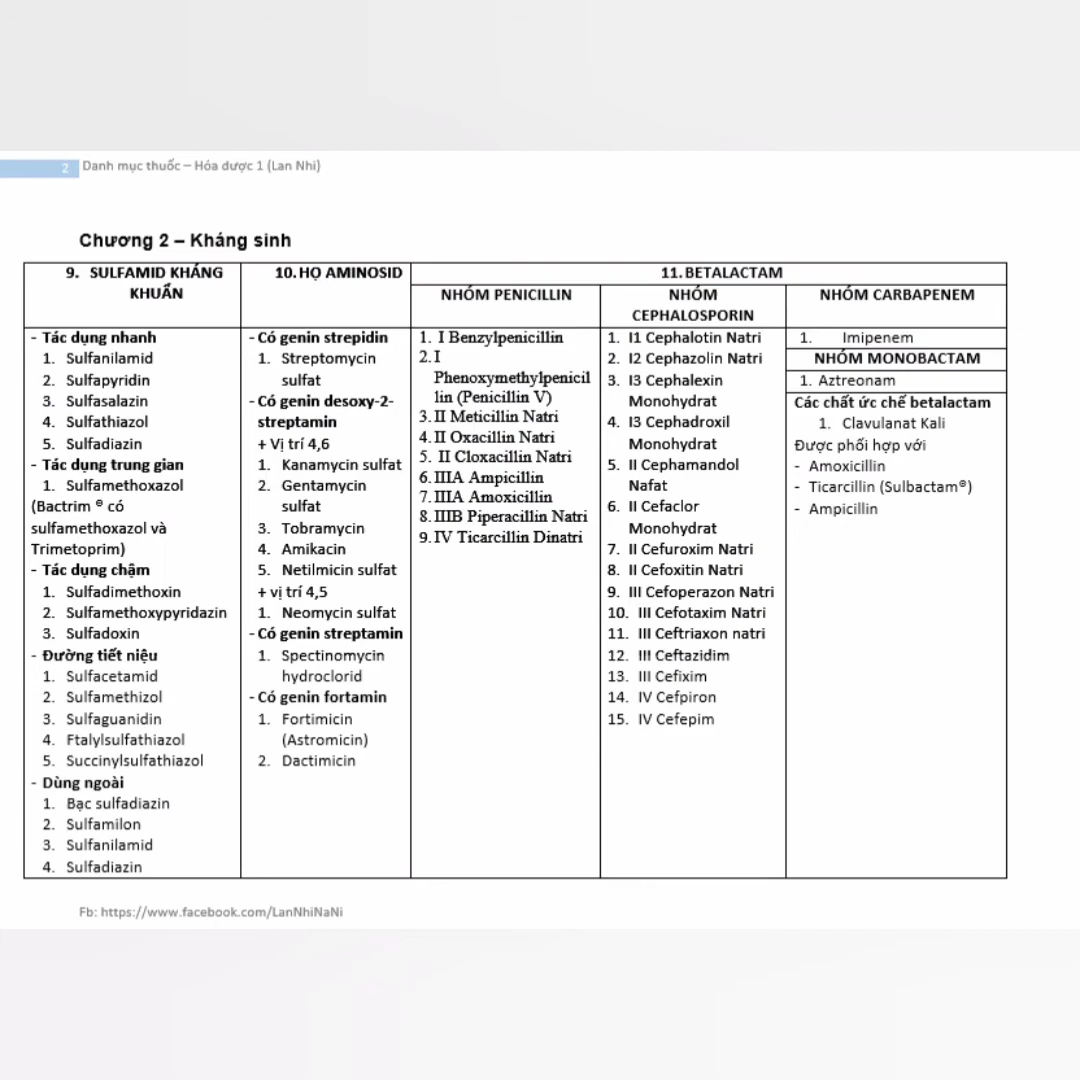 2 Danh mục thuốc – Hóa dược 1 (Lan Nhi)
Chương 2 – Kháng sinh
9. SULFAMID KHÁNG
KHUẨN
- Tác dụng nhanh
1. Sulfanilamid
2. Sulfapyridin
3. Sulfasalazin
4. Sulfathiazol
5. Sulfadiazin
- Tác dụng trung gian
1. Sulfamethoxazol
(Bactrim ® có
sulfamethoxazol và
Trimetoprim)
- Tác dụng chậm
1. Sulfadimethoxin
2. Sulfamethoxypyridazin
3. Sulfadoxin
- Đường tiết niệu
1. Sulfacetamid
2. Sulfamethizol
3. Sulfaguanidin
4. Ftalylsulfathiazol
5. Succinylsulfathiazol
- Dùng ngoài
1. Bạc sulfadiazin
2. Sulfamilon
3. Sulfanilamid
4. Sulfadiazin
10. HỌ AMINOSID
- Có genin strepidin
1. Streptomycin
sulfat
- Có genin desoxy-2-
streptamin
+ Vị trí 4,6
1. Kanamycin sulfat
2. Gentamycin
sulfat
3. Tobramycin
4. Amikacin
5. Netilmicin sulfat
+ vị trí 4,5
1. Neomycin sulfat
- Có genin streptamin
1. Spectinomycin
hydroclorid
- Có genin fortamin
1. Fortimicin
(Astromicin)
2. Dactimicin
11. BETALACTAM
NHÓM PENICILLIN
1. I Benzylpenicillin
2. I
Phenoxymethylpenicil
lin (Penicillin V)
3. II Meticillin Natri
4. II Oxacillin Natri
5. II Cloxacillin Natri
6. IIIA Ampicillin
7. IIIA Amoxicillin
8. IIIB Piperacillin Natri
9. IV Ticarcillin Dinatri
NHÓM
CEPHALOSPORIN
1. I1 Cephalotin Natri
2. I2 Cephazolin Natri
3. I3 Cephalexin
Monohydrat
4. I3 Cephadroxil
Monohydrat
5. II Cephamandol
Nafat
6. II Cefaclor
Monohydrat
7. II Cefuroxim Natri
8. II Cefoxitin Natri
9. III Cefoperazon Natri
10. III Cefotaxim Natri
11. III Ceftriaxon natri
12. III Ceftazidim
13. III Cefixim
14. IV Cefpiron
15. IV Cefepim
NHÓM CARBAPENEM
1. Imipenem
NHÓM MONOBACTAM
1. Aztreonam
Các chất ức chế betalactam
1. Clavulanat Kali
Được phối hợp với
- Amoxicillin
- Ticarcillin (Sulbactam®)
- Ampicillin
Fb: https://www.facebook.com/LanNhiNaNi